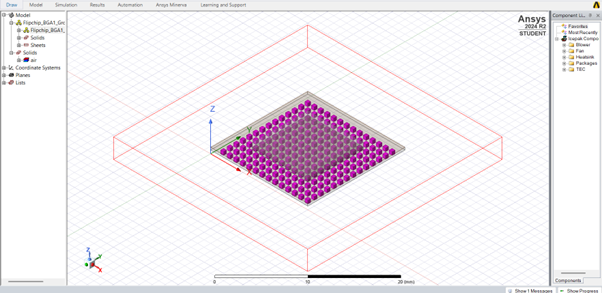 Draw Model Simulation Results Automation Ansys Minerva Learning and Support
Model
Flipchip_BGA1_Grc
Flipchip_BGA1_
Solids
Sheets
Solids
air
Coordinate Systems
Planes
Lists
Ansys
2024 R2
STUDENT
Z
Y
X
Z
Y
X
0 10 20 (mm)
Component Li...
Favorites
Most Recently
Icepak Compo
Blower
Fan
Heatsink
Packages
TEC
Components
Show 1 Messages Show Progress